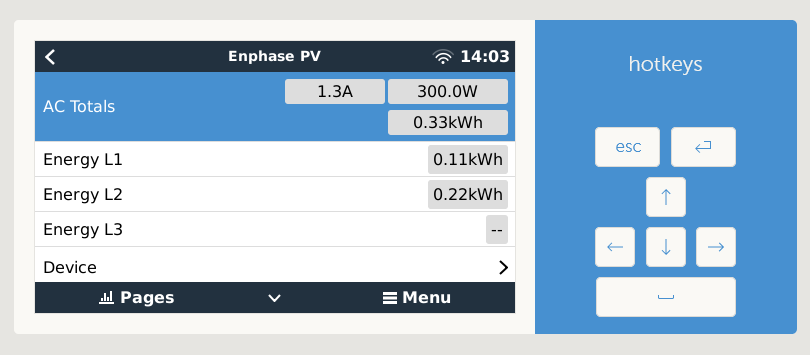 Enphase PV 14:03
AC Totals 1.3A 300.0W
0.33kWh
Energy L1 0.11kWh
Energy L2 0.22kWh
Energy L3 --
Device
Pages Menu
hotkeys
esc